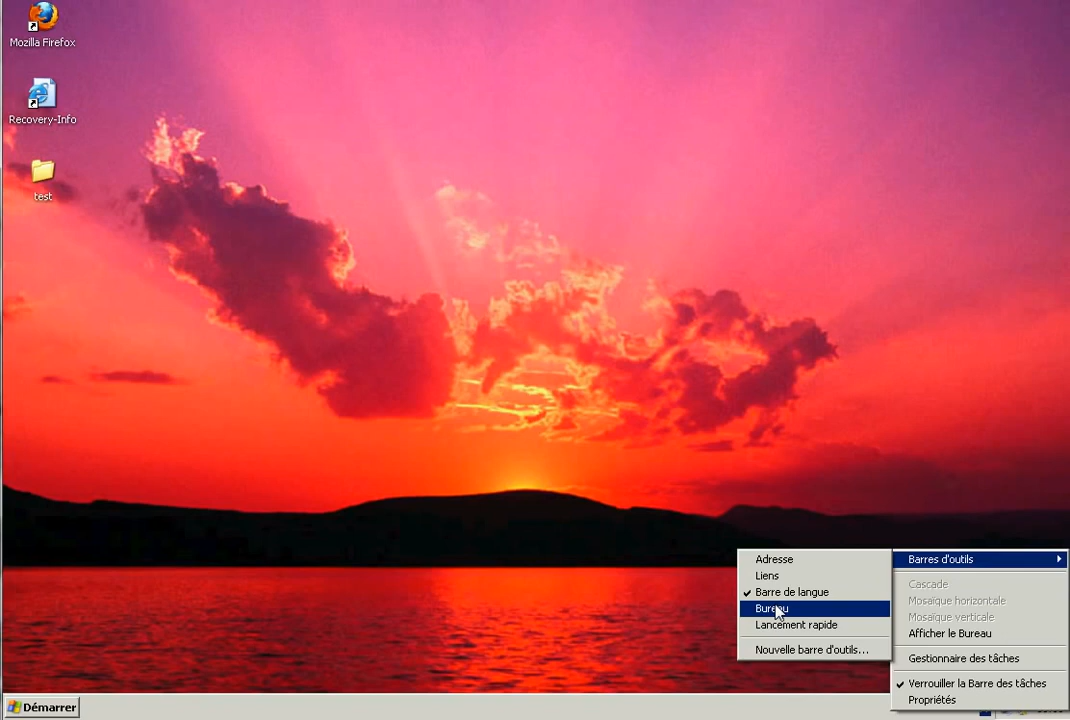 Mozilla Firefox
Recovery-Info
test
Adresse
Liens
Barre de langue
Bureau
Lancement rapide
Nouvelle barre d'outils...
Barres d'outils
Cascade
Mosaïque horizontale
Mosaïque verticale
Afficher le Bureau
Gestionnaire des tâches
Verrouiller la Barre des tâches
Propriétés
Démarrer